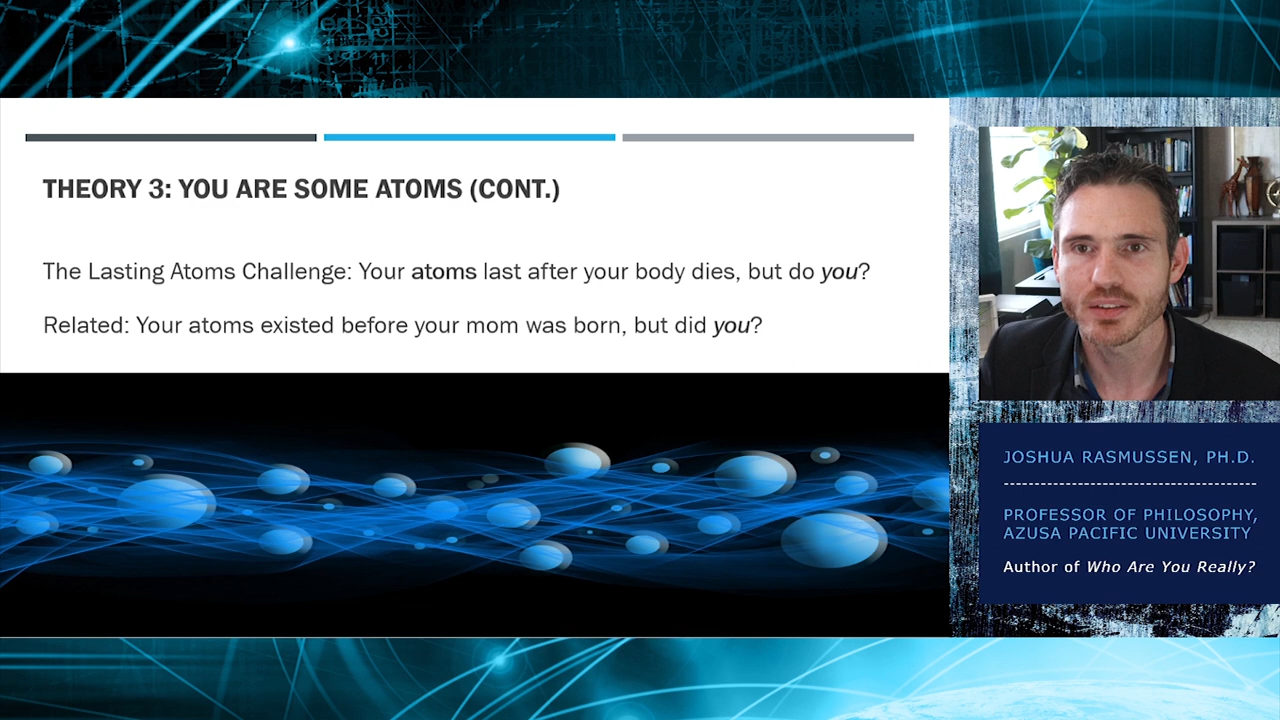 THEORY 3: YOU ARE SOME ATOMS (CONT.)
The Lasting Atoms Challenge: Your atoms last after your body dies, but do you?
Related: Your atoms existed before your mom was born, but did you?
JOSHUA RASMUSSEN, PH.D.
-----------------------------------------
PROFESSOR OF PHILOSOPHY,
AZUSA PACIFIC UNIVERSITY
Author of Who Are You Really?